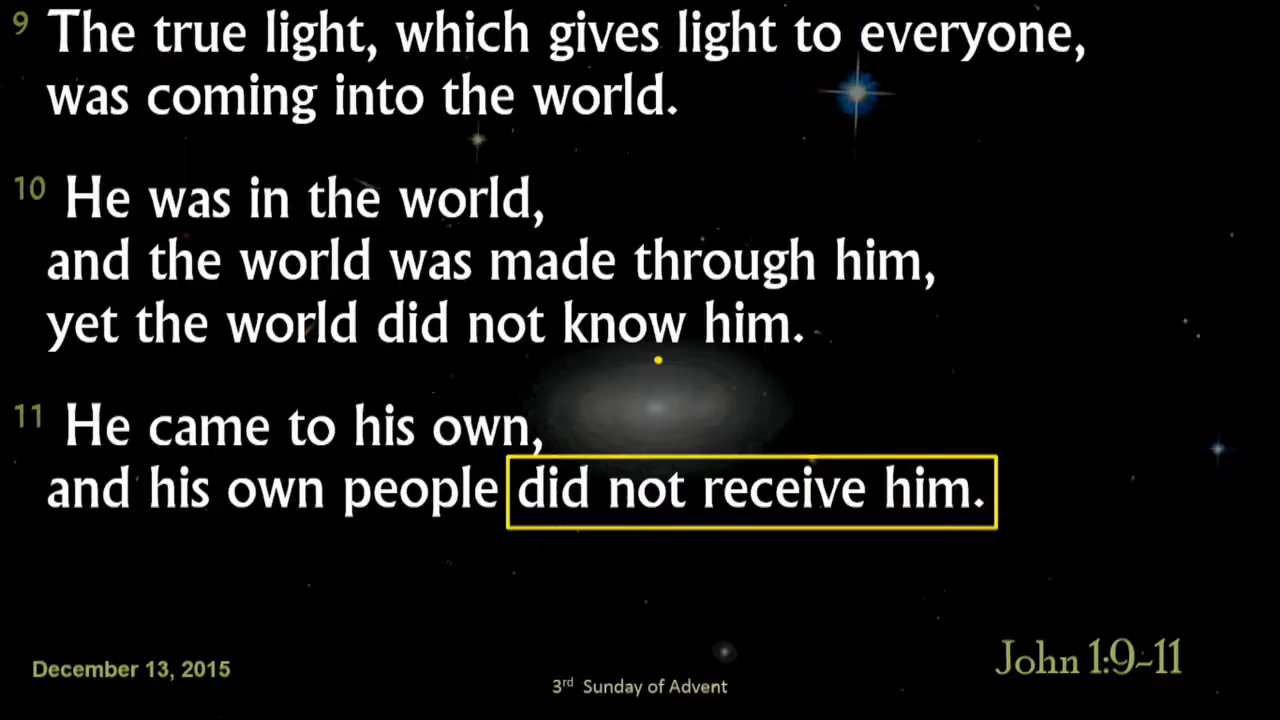 9 The true light, which gives light to everyone,
was coming into the world.
10 He was in the world,
and the world was made through him,
yet the world did not know him.
11 He came to his own,
and his own people did not receive him.
December 13, 2015
3rd Sunday of Advent
John 1:9-11